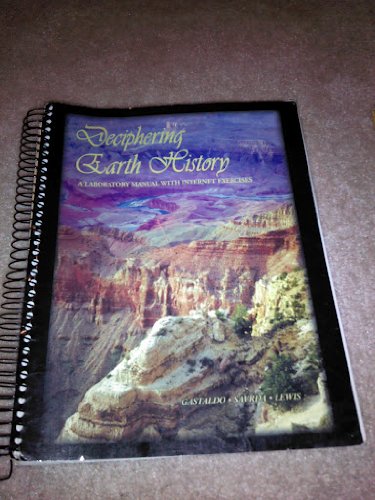 Deciphering
Earth History
A LABORATORY MANUAL WITH INTERNET EXERCISES
GASTALDO • SAVRDA • LEWIS